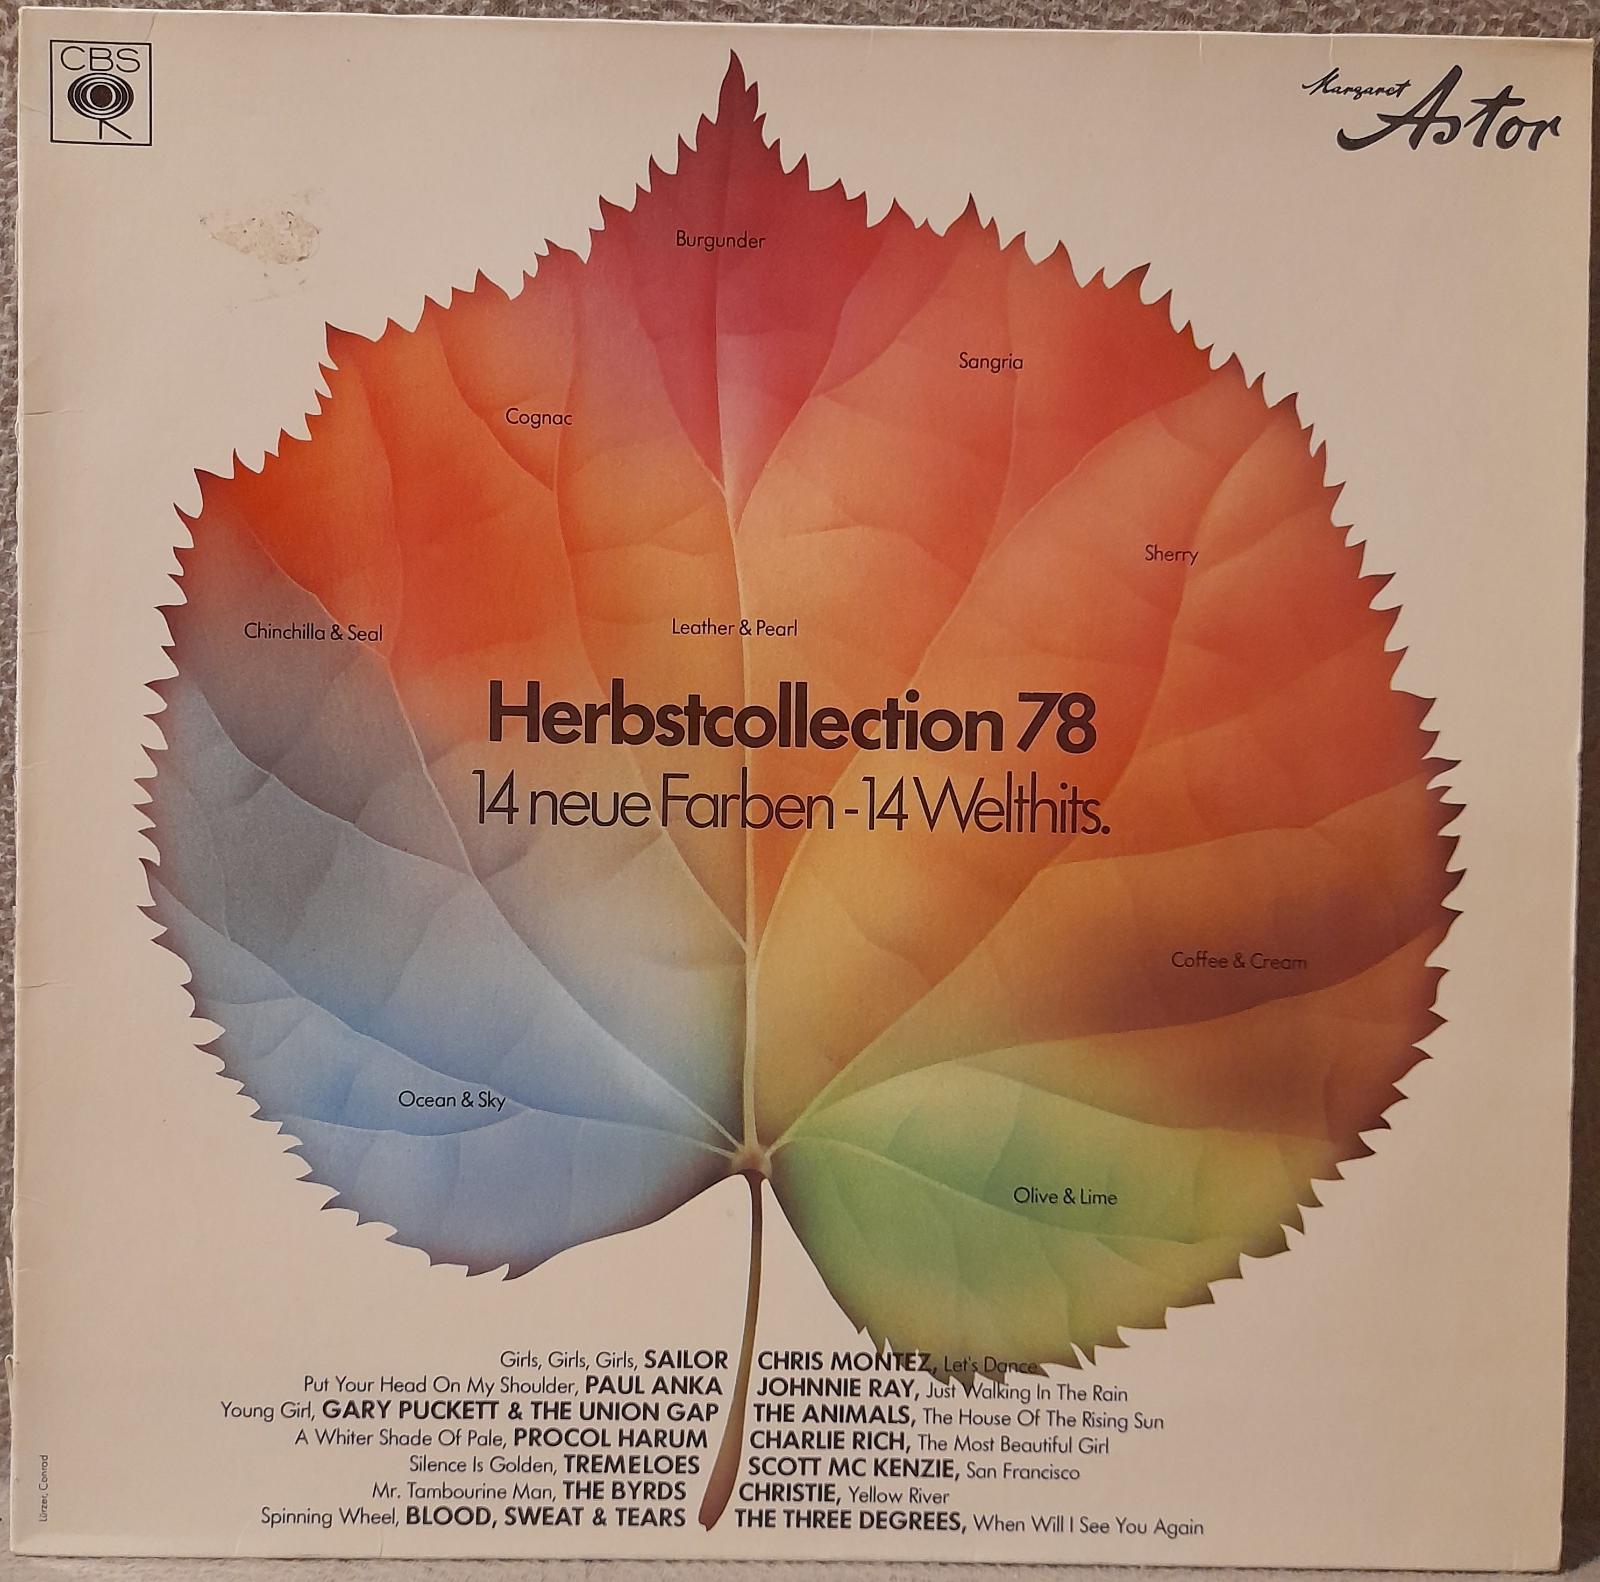 CBS
Margaret
Astor
Burgunder
Sangria
Cognac
Sherry
Chinchilla & Seal
Leather & Pearl
Herbstcollection 78
14 neue Farben - 14 Welthits.
Coffee & Cream
Ocean & Sky
Olive & Lime
Girls, Girls, Girls, SAILOR
Put Your Head On My Shoulder, PAUL ANKA
Young Girl, GARY PUCKETT & THE UNION GAP
A Whiter Shade Of Pale, PROCOL HARUM
Silence Is Golden, TREMELOES
Mr. Tambourine Man, THE BYRDS
Spinning Wheel, BLOOD, SWEAT & TEARS
CHRIS MONTEZ, Let's Dance
JOHNNIE RAY, Just Walking In The Rain
THE ANIMALS, The House Of The Rising Sun
CHARLIE RICH, The Most Beautiful Girl
SCOTT MC KENZIE, San Francisco
CHRISTIE, Yellow River
THE THREE DEGREES, When Will I See You Again
Lürzer, Conrad